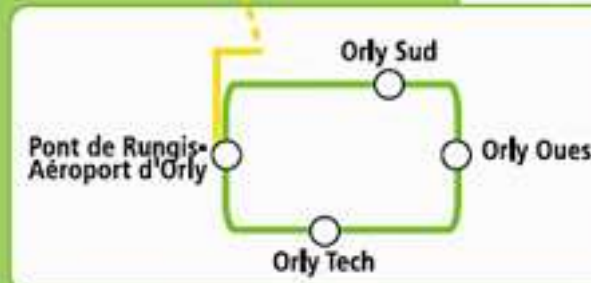 Orly Sud
Pont de Rungis-
Aéroport d'Orly
Orly Oues
Orly Tech